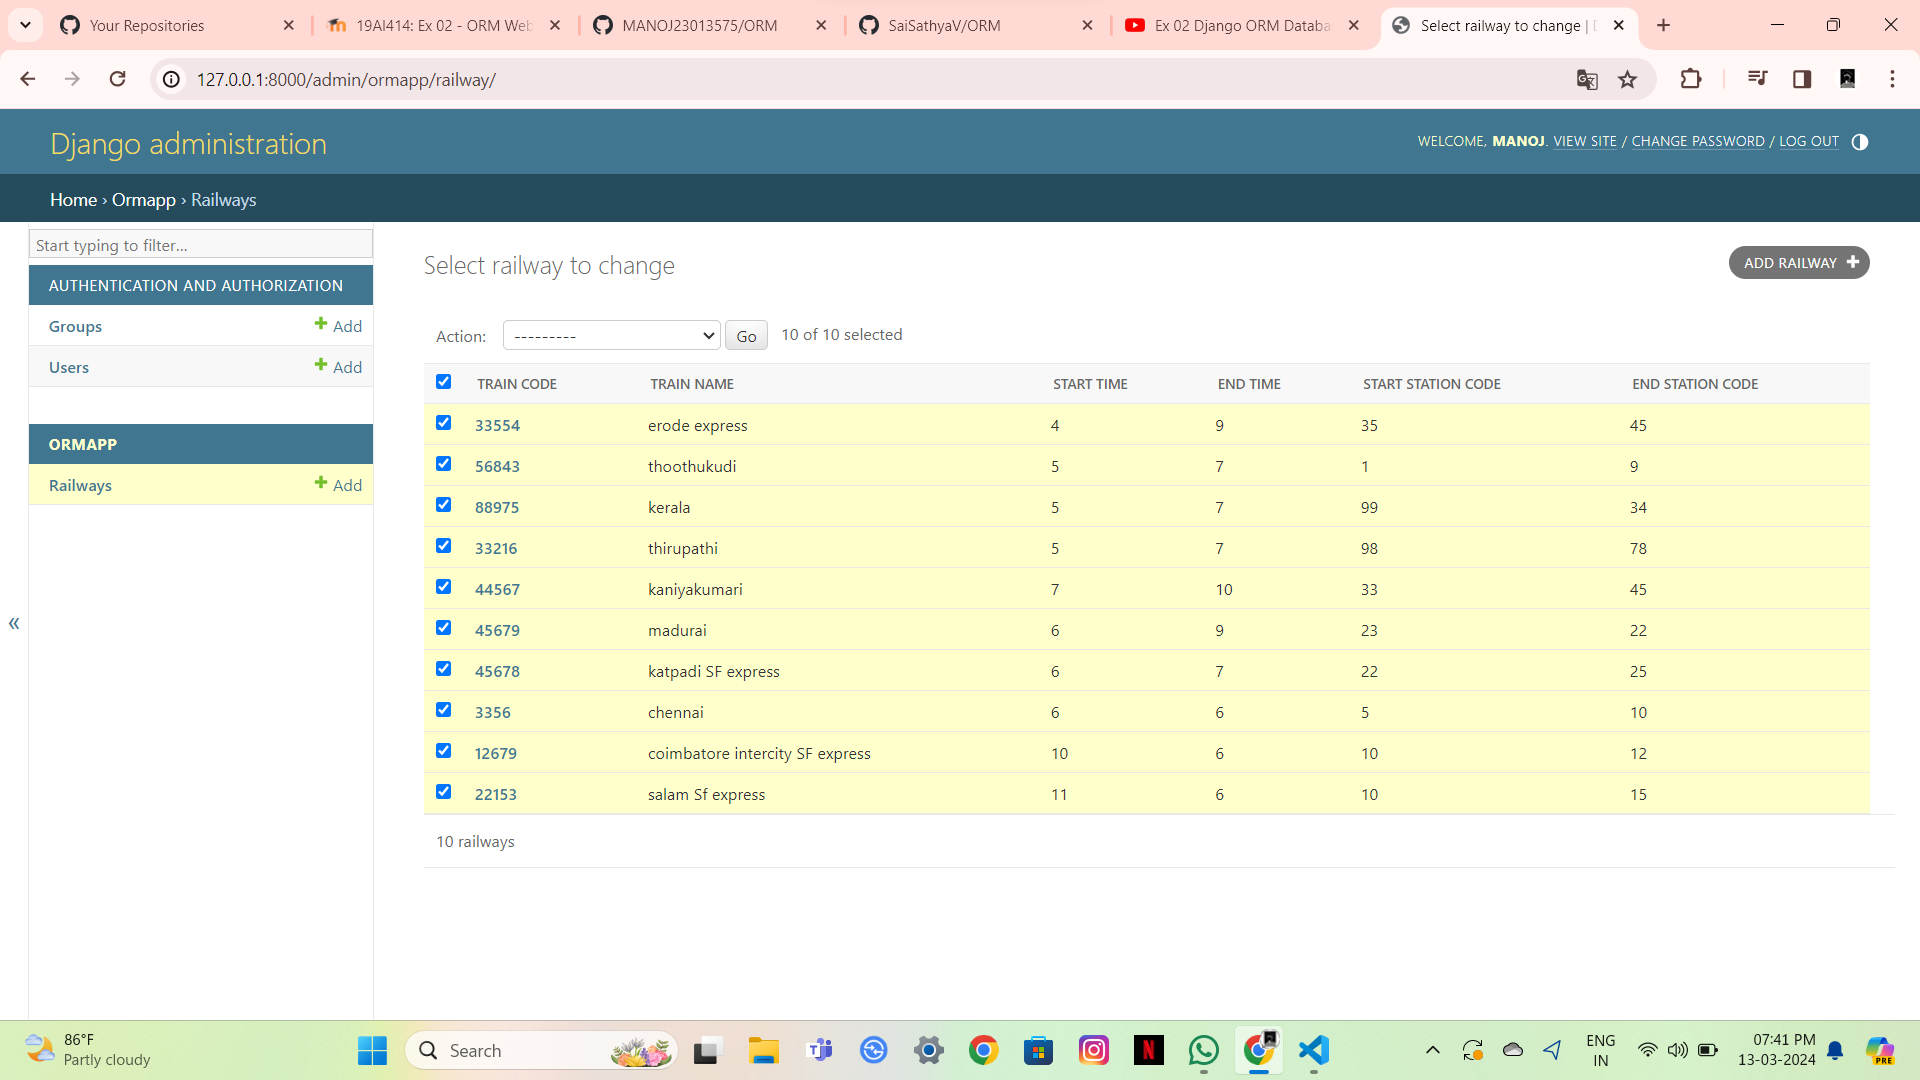 Your Repositories
19AI414: Ex 02 - ORM Web
MANOJ23013575/ORM
SaiSathyaV/ORM
Ex 02 Django ORM Databa
Select railway to change | D
127.0.0.1:8000/admin/ormapp/railway/
Django administration
WELCOME, MANOJ. VIEW SITE / CHANGE PASSWORD / LOG OUT
Home › Ormapp › Railways
Start typing to filter...
AUTHENTICATION AND AUTHORIZATION
Groups + Add
Users + Add
ORMAPP
Railways + Add
«
Select railway to change
ADD RAILWAY +
Action: --------- Go 10 of 10 selected
TRAIN CODE TRAIN NAME START TIME END TIME START STATION CODE END STATION CODE
33554 erode express 4 9 35 45
56843 thoothukudi 5 7 1 9
88975 kerala 5 7 99 34
33216 thirupathi 5 7 98 78
44567 kaniyakumari 7 10 33 45
45679 madurai 6 9 23 22
45678 katpadi SF express 6 7 22 25
3356 chennai 6 6 5 10
12679 coimbatore intercity SF express 10 6 10 12
22153 salam Sf express 11 6 10 15
10 railways
86°F
Partly cloudy
Search
ENG
IN
07:41 PM
13-03-2024
PRE